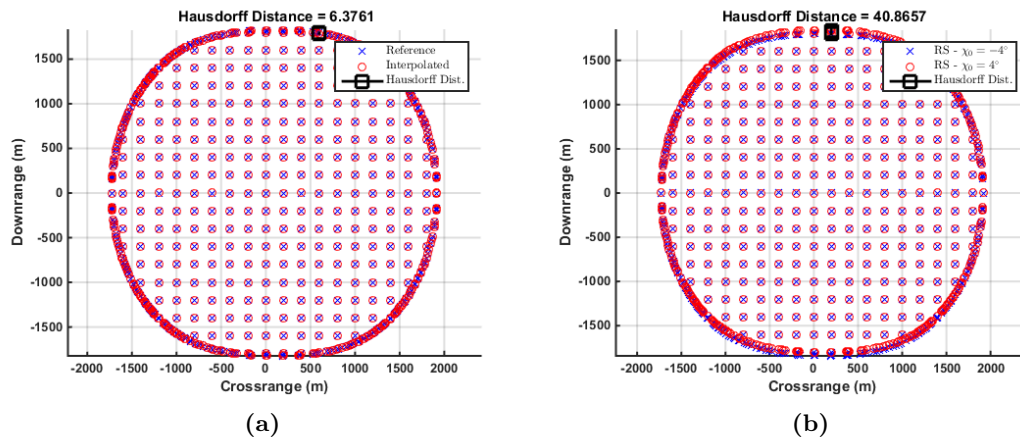 Hausdorff Distance = 6.3761
Reference
Interpolated
Hausdorff Dist.
1500
1000
500
0
-500
-1000
-1500
Downrange (m)
-2000 -1500 -1000 -500 0 500 1000 1500 2000
Crossrange (m)
(a)
Hausdorff Distance = 40.8657
RS - χ₀ = −4°
RS - χ₀ = 4°
Hausdorff Dist.
1500
1000
500
0
-500
-1000
-1500
Downrange (m)
-2000 -1500 -1000 -500 0 500 1000 1500 2000
Crossrange (m)
(b)